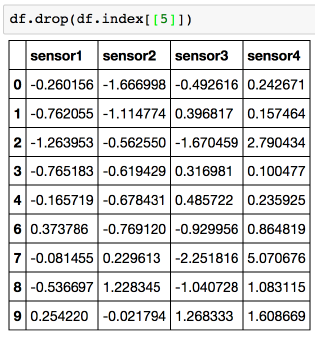 df.drop(df.index[[5]])
sensor1 sensor2 sensor3 sensor4
0 -0.260156 -1.666998 -0.492616 0.242671
1 -0.762055 -1.114774 0.396817 0.157464
2 -1.263953 -0.562550 -1.670459 2.790434
3 -0.765183 -0.619429 0.316981 0.100477
4 -0.165719 -0.678431 0.485722 0.235925
6 0.373786 -0.769120 -0.929956 0.864819
7 -0.081455 0.229613 -2.251816 5.070676
8 -0.536697 1.228345 -1.040728 1.083115
9 0.254220 -0.021794 1.268333 1.608669